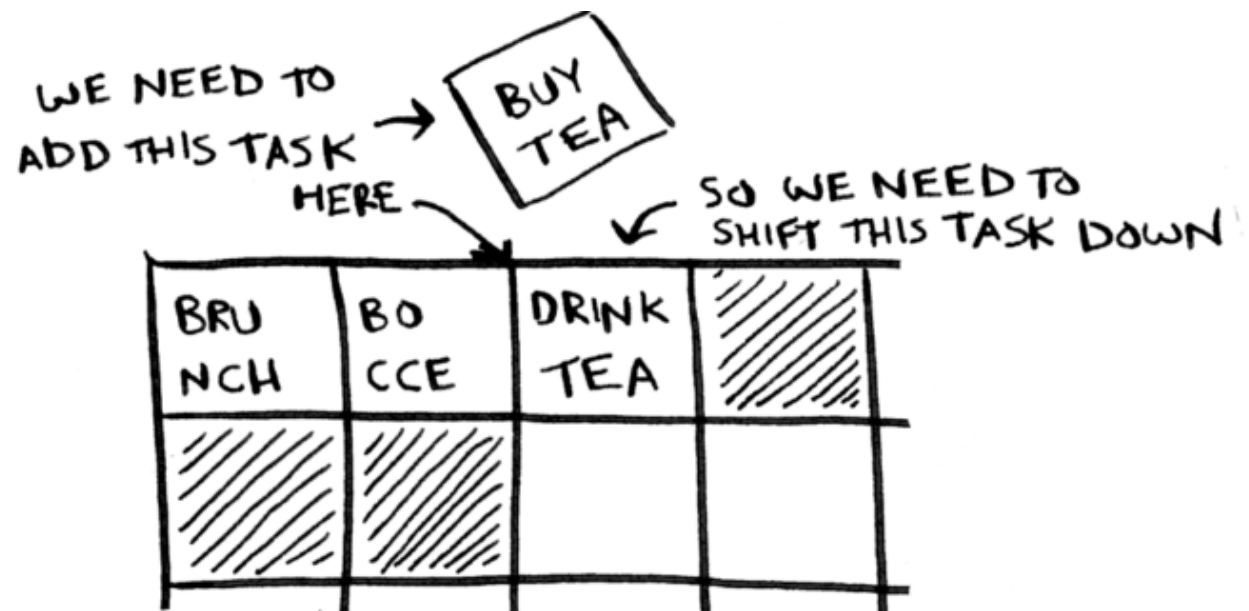 WE NEED TO
ADD THIS TASK
BUY
TEA
HERE
SO WE NEED TO
SHIFT THIS TASK DOWN
BRU
NCH
BO
CCE
DRINK
TEA